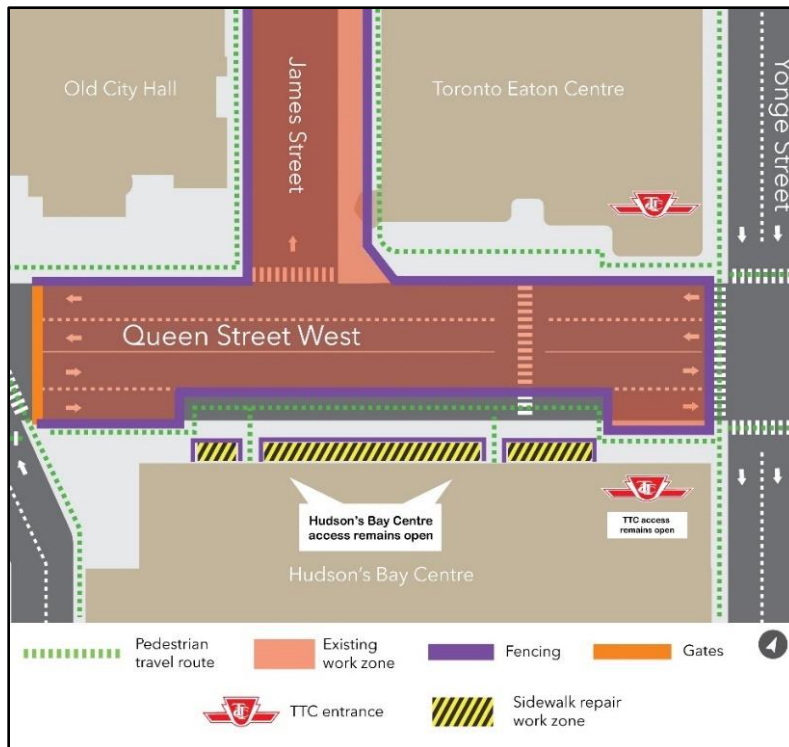 Old City Hall
James Street
Toronto Eaton Centre
Yonge Street
Queen Street West
Hudson's Bay Centre
access remains open
TTC access
remains open
Hudson's Bay Centre
Pedestrian
travel route
Existing
work zone
Fencing
Gates
TTC entrance
Sidewalk repair
work zone